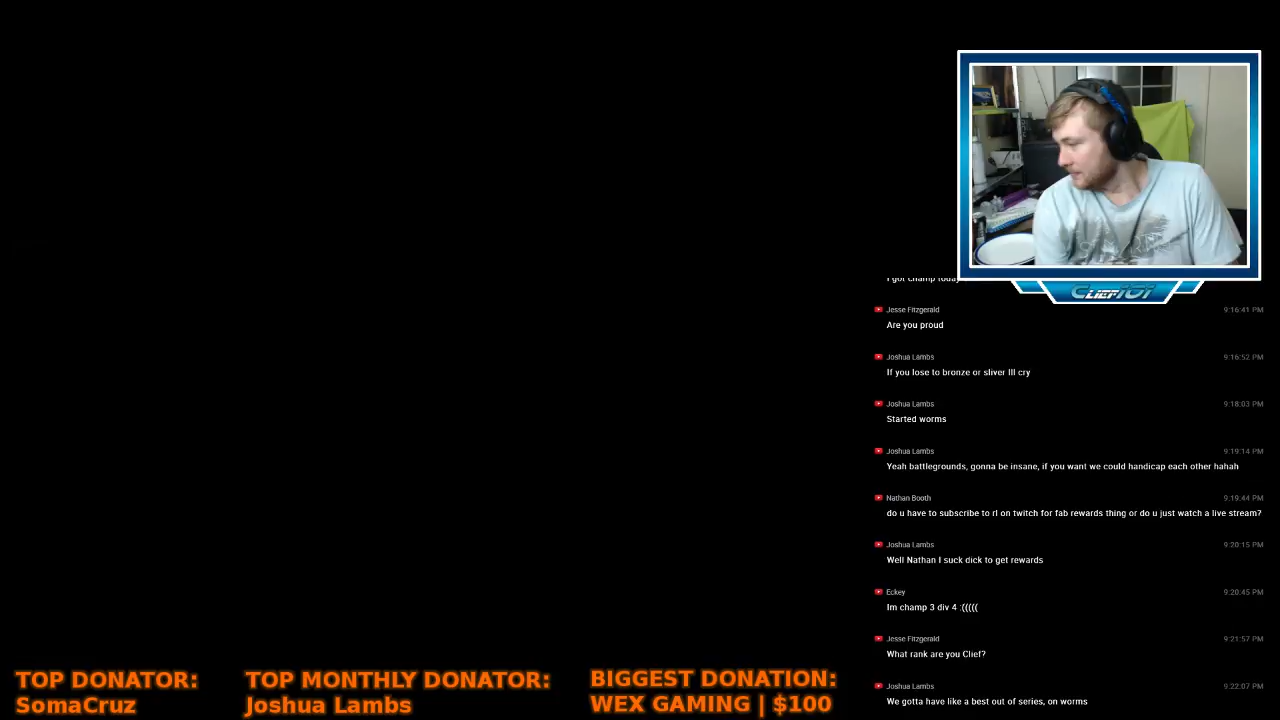 I got champ today
CLIEF101
Jesse Fitzgerald 9:16:41 PM
Are you proud
Joshua Lambs 9:16:52 PM
If you lose to bronze or sliver Ill cry
Joshua Lambs 9:18:03 PM
Started worms
Joshua Lambs 9:19:14 PM
Yeah battlegrounds, gonna be insane, if you want we could handicap each other hahah
Nathan Booth 9:19:44 PM
do u have to subscribe to rl on twitch for fab rewards thing or do u just watch a live stream?
Joshua Lambs 9:20:15 PM
Well Nathan I suck dick to get rewards
Eckey 9:20:45 PM
Im champ 3 div 4 :(((((
Jesse Fitzgerald 9:21:57 PM
What rank are you Clief?
Joshua Lambs 9:22:07 PM
We gotta have like a best out of series, on worms
TOP DONATOR:
SomaCruz
TOP MONTHLY DONATOR:
Joshua Lambs
BIGGEST DONATION:
WEX GAMING | $100